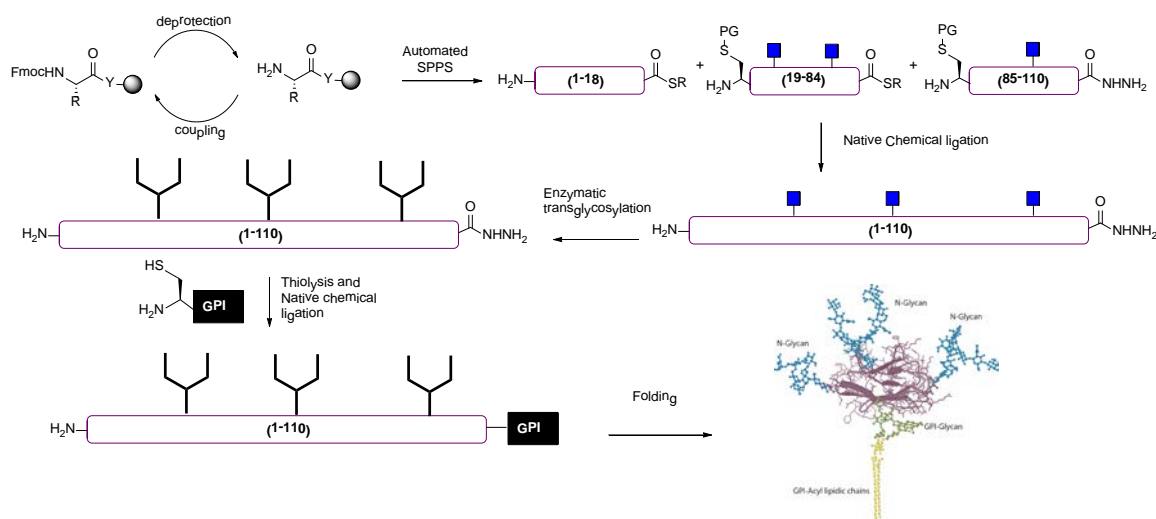 deprotection
FmocHN
O
Y
R
H₂N
O
Y
R
coupling
Automated
SPPS
H₂N
(1-18)
O
SR
+
PG
S
H₂N
(19-84)
O
SR
+
PG
S
H₂N
(85-110)
O
NHNH₂
Native Chemical ligation
H₂N
(1-110)
O
NHNH₂
Enzymatic
transglycosylation
H₂N
(1-110)
O
NHNH₂
HS
H₂N
GPI
Thiolysis and
Native chemical
ligation
H₂N
(1-110)
GPI
Folding
N-Glycan
N-Glycan
N-Glycan
GPI-Glycan
GPI-Acyl lipidic chains